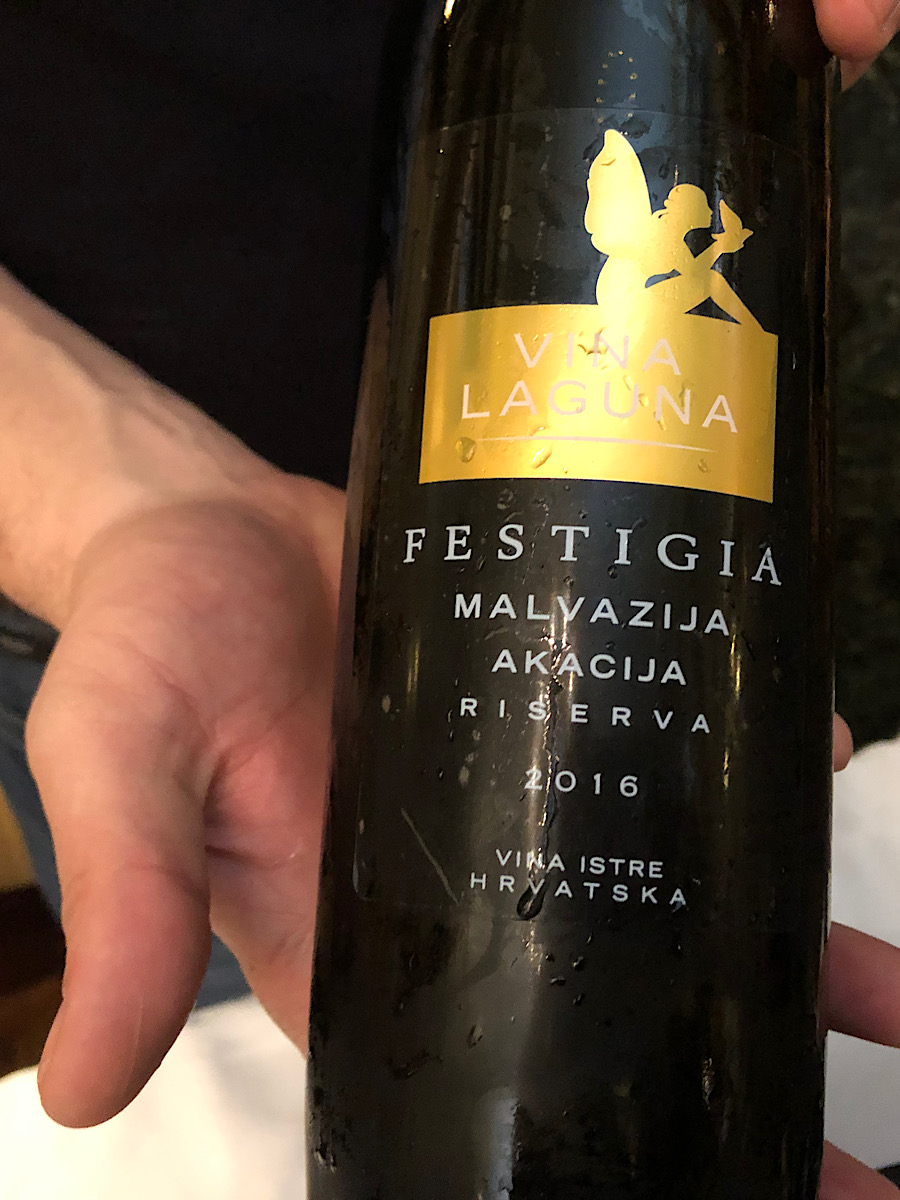 VINA
LAGUNA
FESTIGIA
MALVAZIJA
AKACIJA
RISERVA
2016
VINA ISTRE
HRVATSKA